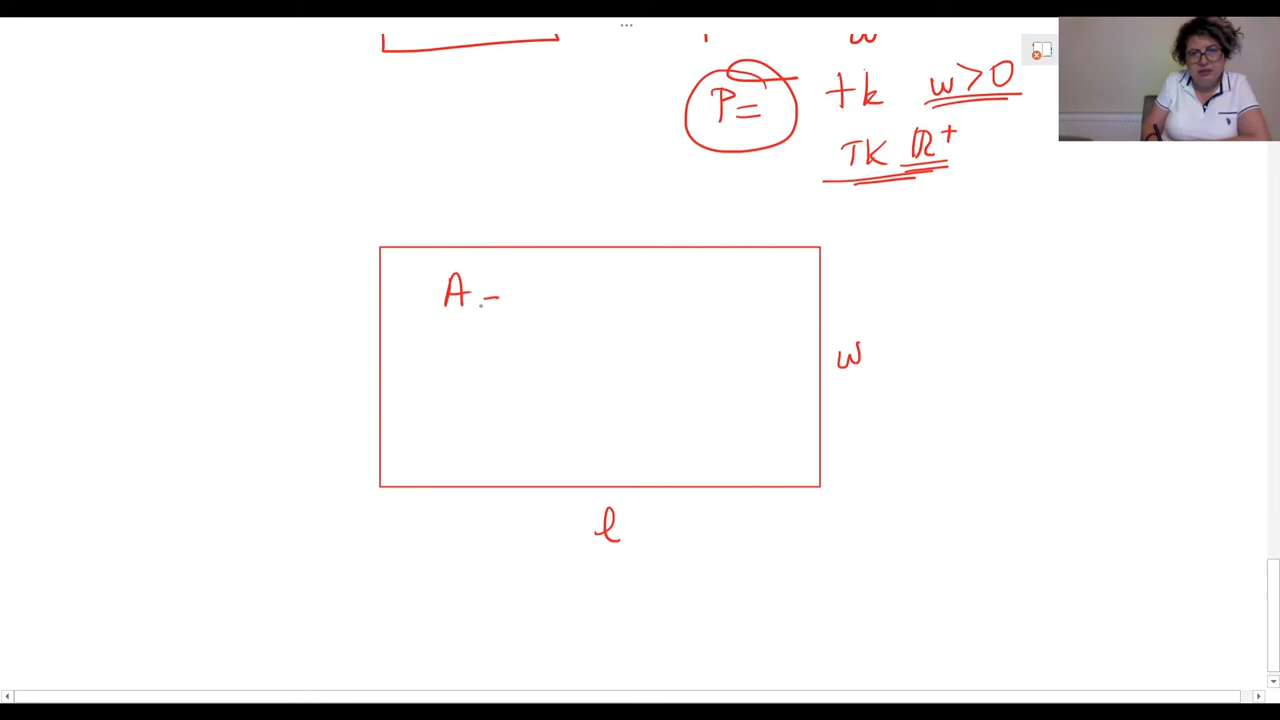 w
P= +k w>0
TK ℝ+
A -
w
l